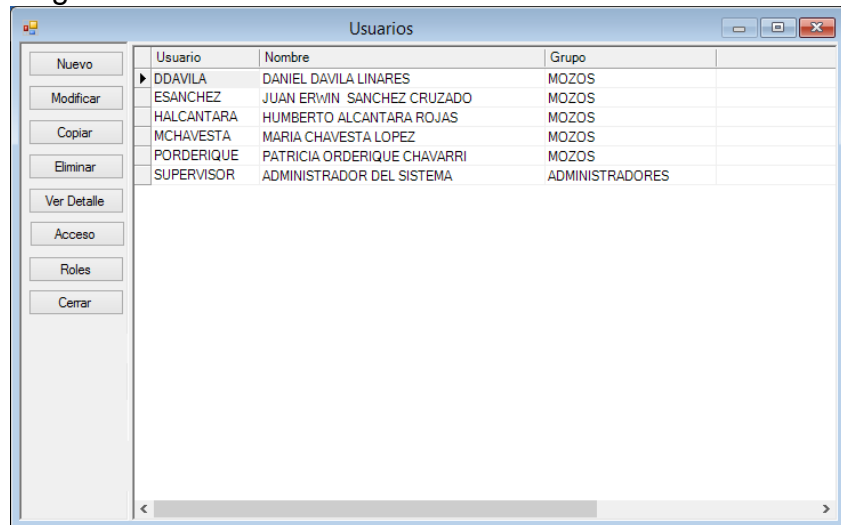 Usuarios
Nuevo
Modificar
Copiar
Eliminar
Ver Detalle
Acceso
Roles
Cerrar
Usuario Nombre Grupo
DDAVILA DANIEL DAVILA LINARES MOZOS
ESANCHEZ JUAN ERWIN SANCHEZ CRUZADO MOZOS
HALCANTARA HUMBERTO ALCANTARA ROJAS MOZOS
MCHAVESTA MARIA CHAVESTA LOPEZ MOZOS
PORDERIQUE PATRICIA ORDERIQUE CHAVARRI MOZOS
SUPERVISOR ADMINISTRADOR DEL SISTEMA ADMINISTRADORES